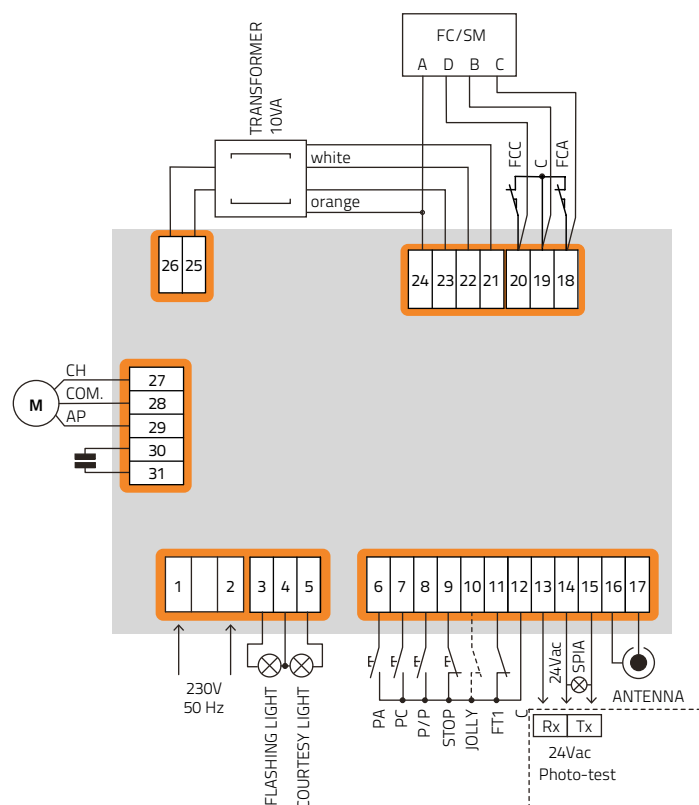 FC/SM
A D B C
TRANSFORMER
10VA
white
orange
FCC
C
FCA
26 25
24 23 22 21 20 19 18
CH
COM.
AP
M
27
28
29
30
31
1 2 3 4 5
6 7 8 9 10 11 12 13 14 15 16 17
230V
50 Hz
FLASHING LIGHT
COURTESY LIGHT
PA
PC
P/P
STOP
JOLLY
FT1
C
24Vac
SPIA
ANTENNA
Rx Tx
24Vac
Photo-test